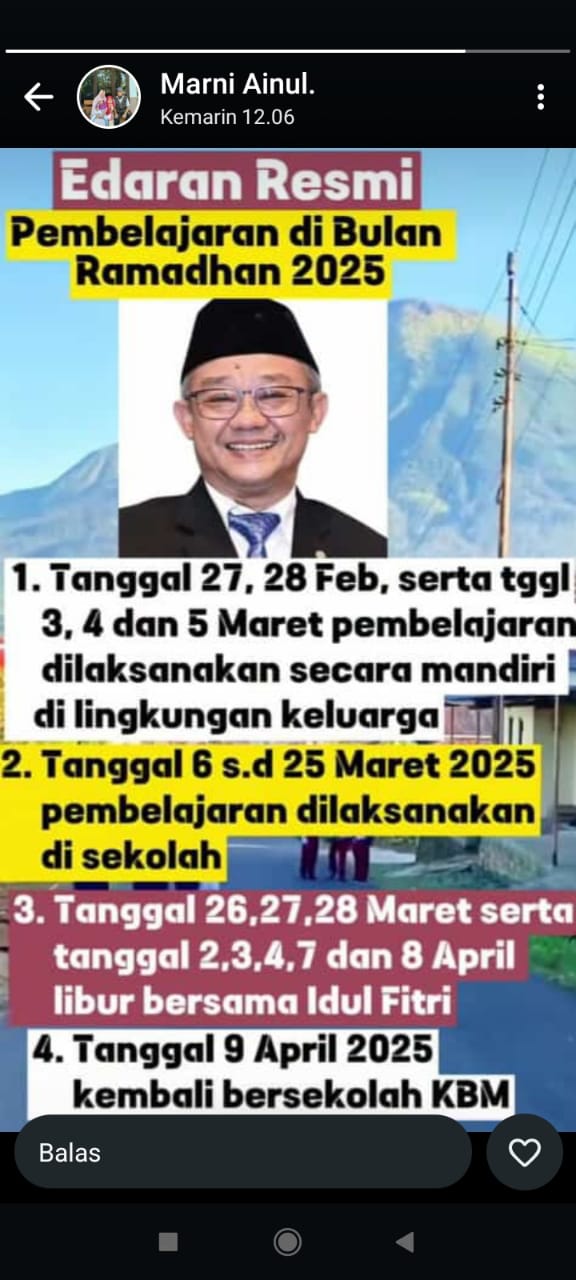 Marni Ainul.
Kemarin 12.06
Edaran Resmi
Pembelajaran di Bulan
Ramadhan 2025
1. Tanggal 27, 28 Feb, serta tggl
3, 4 dan 5 Maret pembelajaran
dilaksanakan secara mandiri
di lingkungan keluarga
2. Tanggal 6 s.d 25 Maret 2025
pembelajaran dilaksanakan
di sekolah
3. Tanggal 26,27,28 Maret serta
tanggal 2,3,4,7 dan 8 April
libur bersama Idul Fitri
4. Tanggal 9 April 2025
kembali bersekolah KBM
Balas